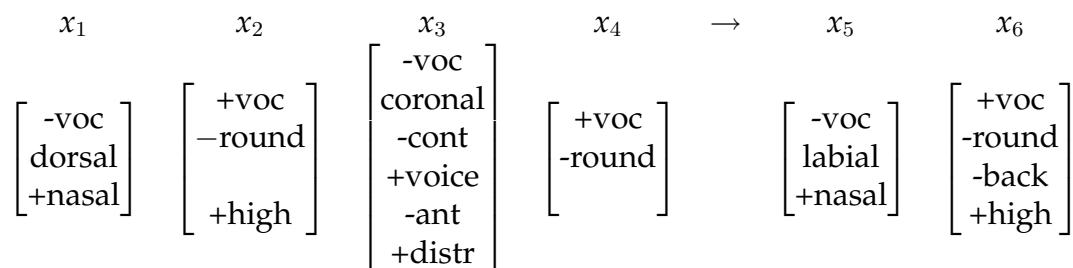 x₁ x₂ x₃ x₄ → x₅ x₆
-voc
dorsal
+nasal
+voc
−round
+high
-voc
coronal
-cont
+voice
-ant
+distr
+voc
-round
-voc
labial
+nasal
+voc
-round
-back
+high